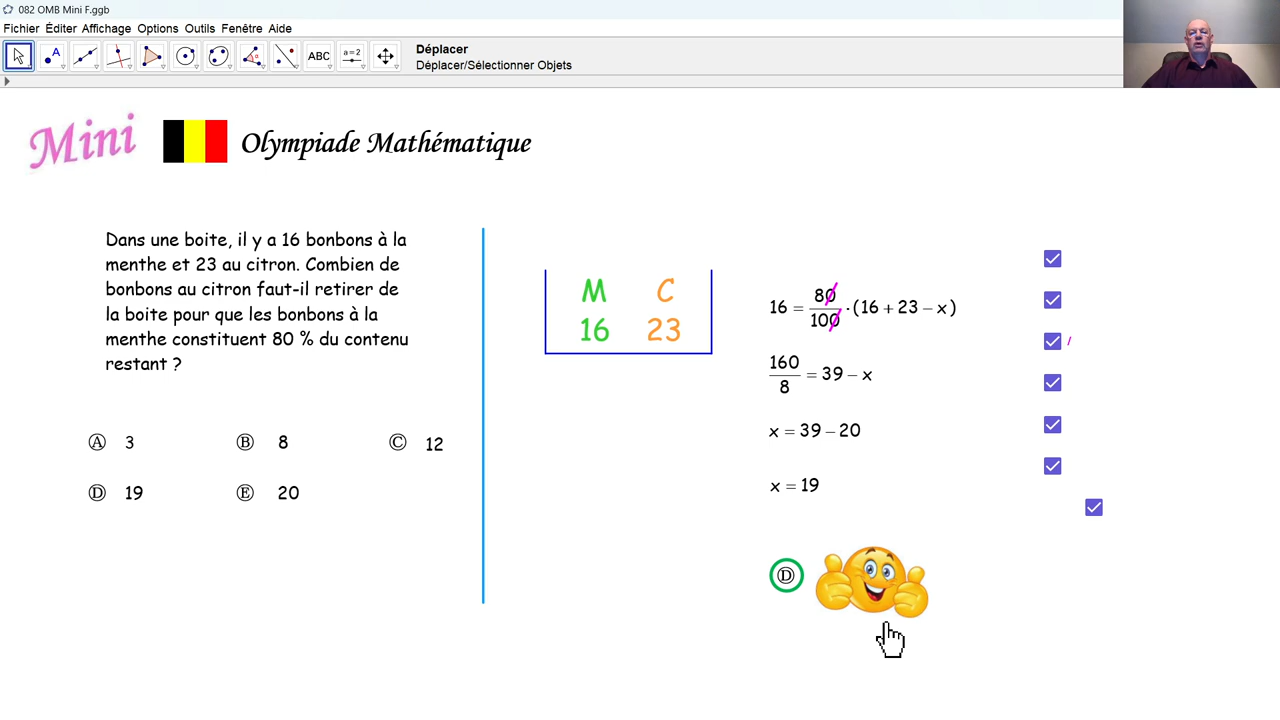 082 OMB Mini F.ggb
Fichier Éditer Affichage Options Outils Fenêtre Aide
A ABC a=2
Déplacer
Déplacer/Sélectionner Objets
Mini Olympiade Mathématique
Dans une boite, il y a 16 bonbons à la
menthe et 23 au citron. Combien de
bonbons au citron faut-il retirer de
la boite pour que les bonbons à la
menthe constituent 80 % du contenu
restant ?
Ⓐ 3 Ⓑ 8 Ⓒ 12
Ⓓ 19 Ⓔ 20
M C
16 23
16 = 80/100 · (16 + 23 − x)
160/8 = 39 − x
x = 39 − 20
x = 19
Ⓓ